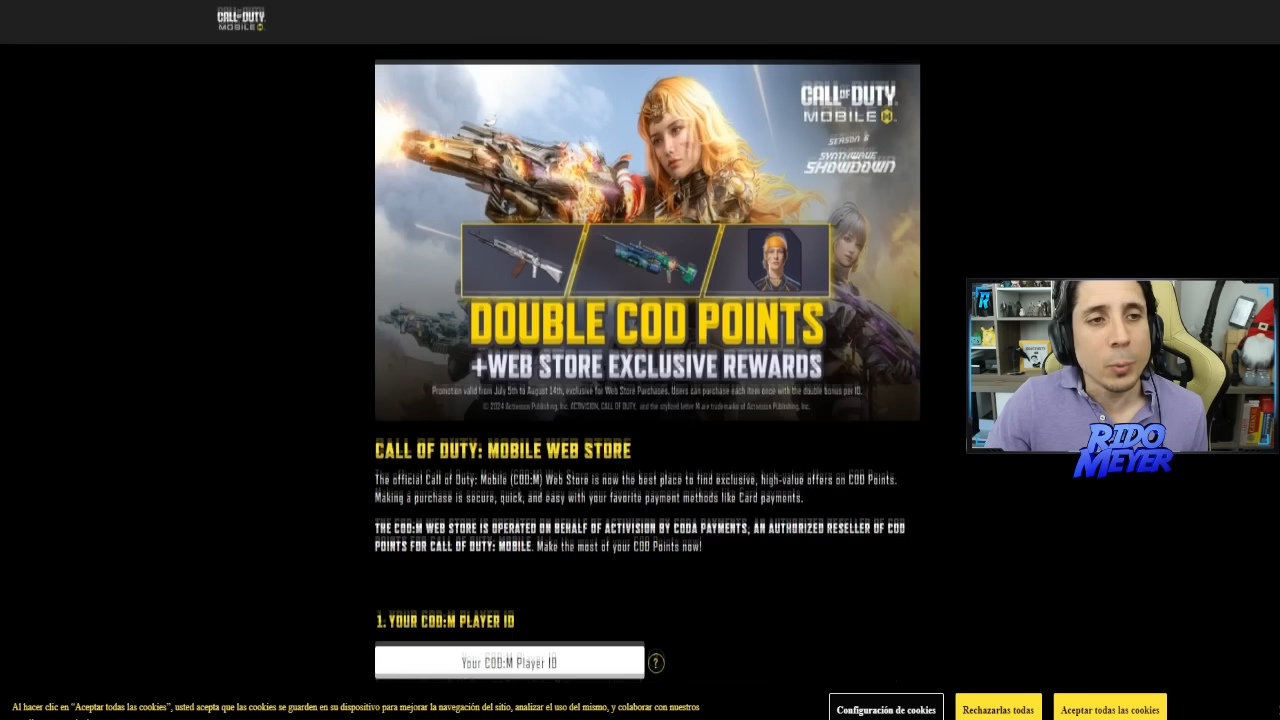 CALL OF DUTY
MOBILE
CALL OF DUTY
MOBILE
SEASON 6
SYNTHWAVE
SHOWDOWN
DOUBLE COD POINTS
+WEB STORE EXCLUSIVE REWARDS
Promotion valid from July 5th to August 14th, exclusive for Web Store Purchases. Users can purchase each item once with the double bonus per ID.
© 2024 Activision Publishing, Inc. ACTIVISION, CALL OF DUTY, and the stylized letter M are trademarks of Activision Publishing, Inc.
CALL OF DUTY: MOBILE WEB STORE
The official Call of Duty: Mobile (COD:M) Web Store is now the best place to find exclusive, high-value offers on COD Points.
Making a purchase is secure, quick, and easy with your favorite payment methods like Card payments.
THE COD:M WEB STORE IS OPERATED ON BEHALF OF ACTIVISION BY CODA PAYMENTS, AN AUTHORIZED RESELLER OF COD
POINTS FOR CALL OF DUTY: MOBILE. Make the most of your COD Points now!
1. YOUR COD:M PLAYER ID
Your COD:M Player ID
?
R
RIDO
MEYER
Al hacer clic en “Aceptar todas las cookies”, usted acepta que las cookies se guarden en su dispositivo para mejorar la navegación del sitio, analizar el uso del mismo, y colaborar con nuestros
Configuración de cookies
Rechazarlas todas
Aceptar todas las cookies